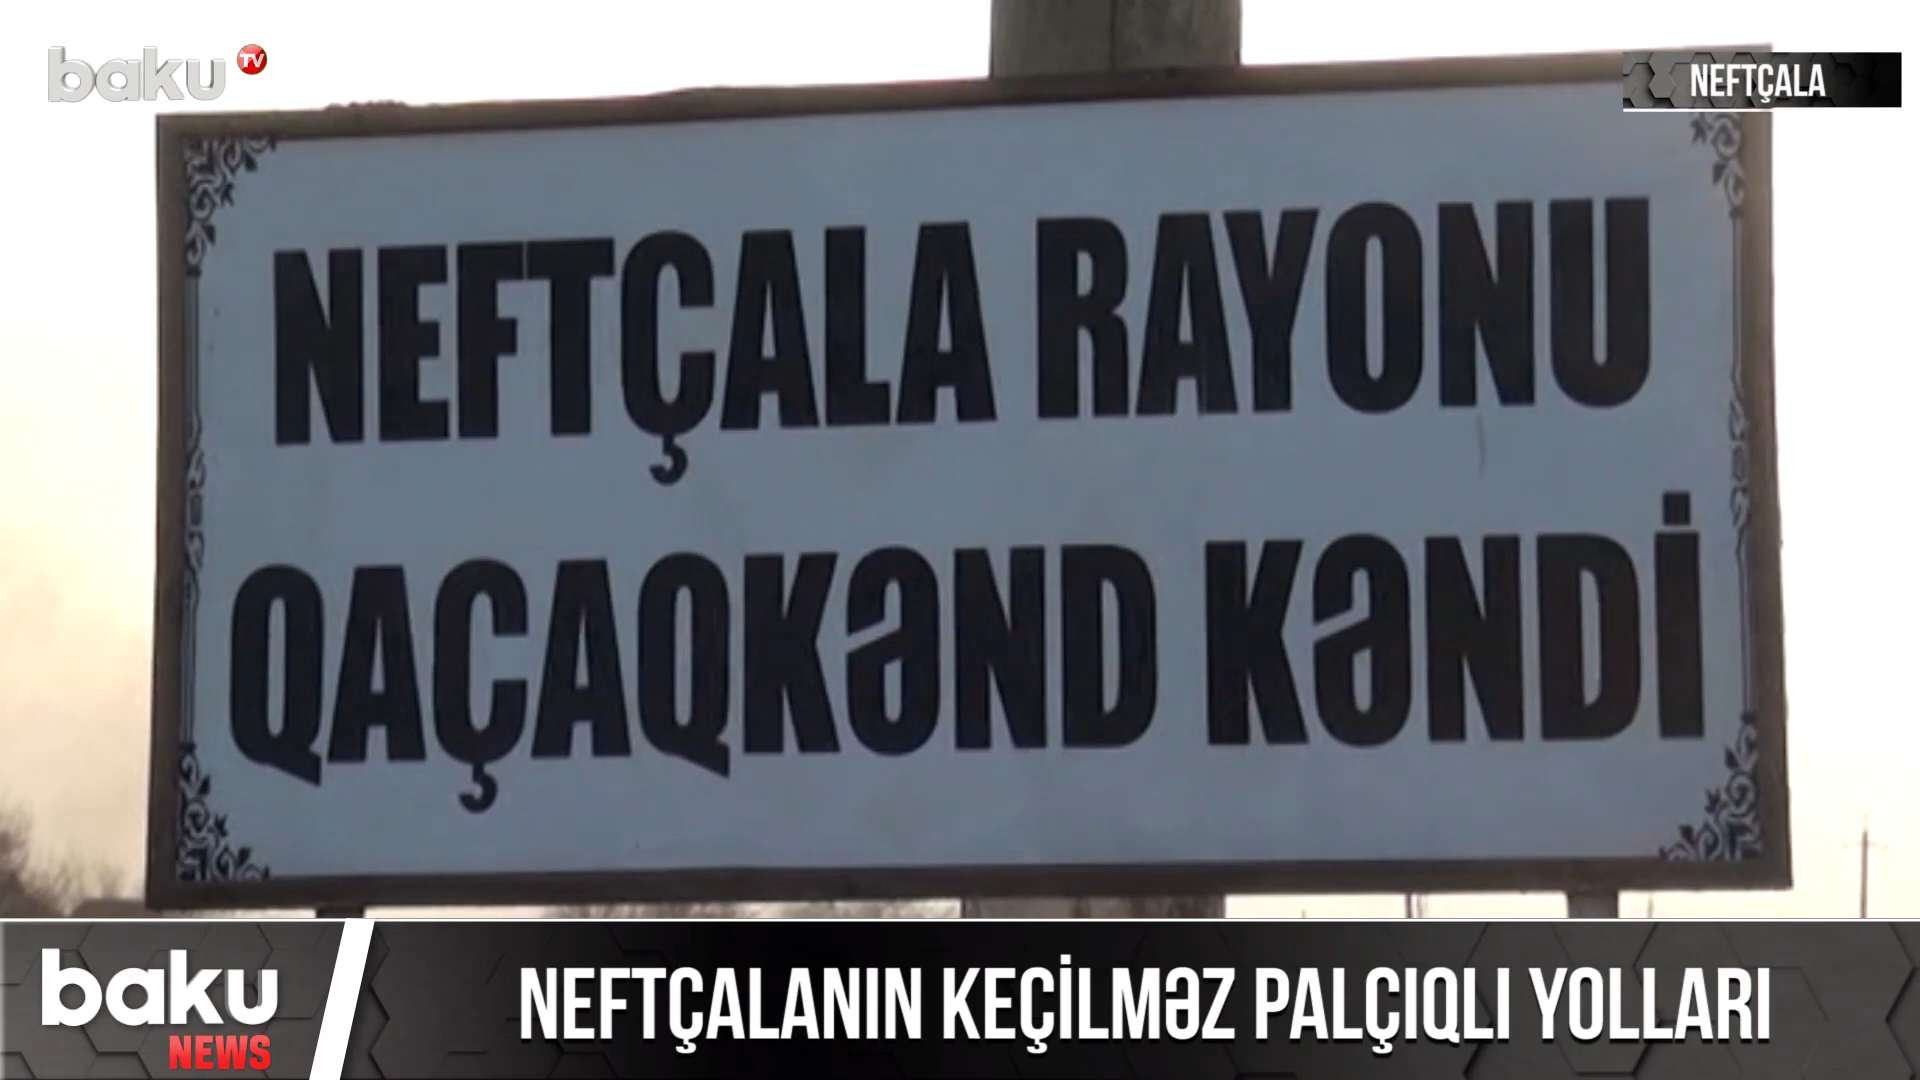 baku TV
NEFTÇALA
NEFTÇALA RAYONU
QAÇAQKƏND KƏNDİ
baku
NEWS
NEFTÇALANIN KEÇİLMƏZ PALÇIQLI YOLLARI